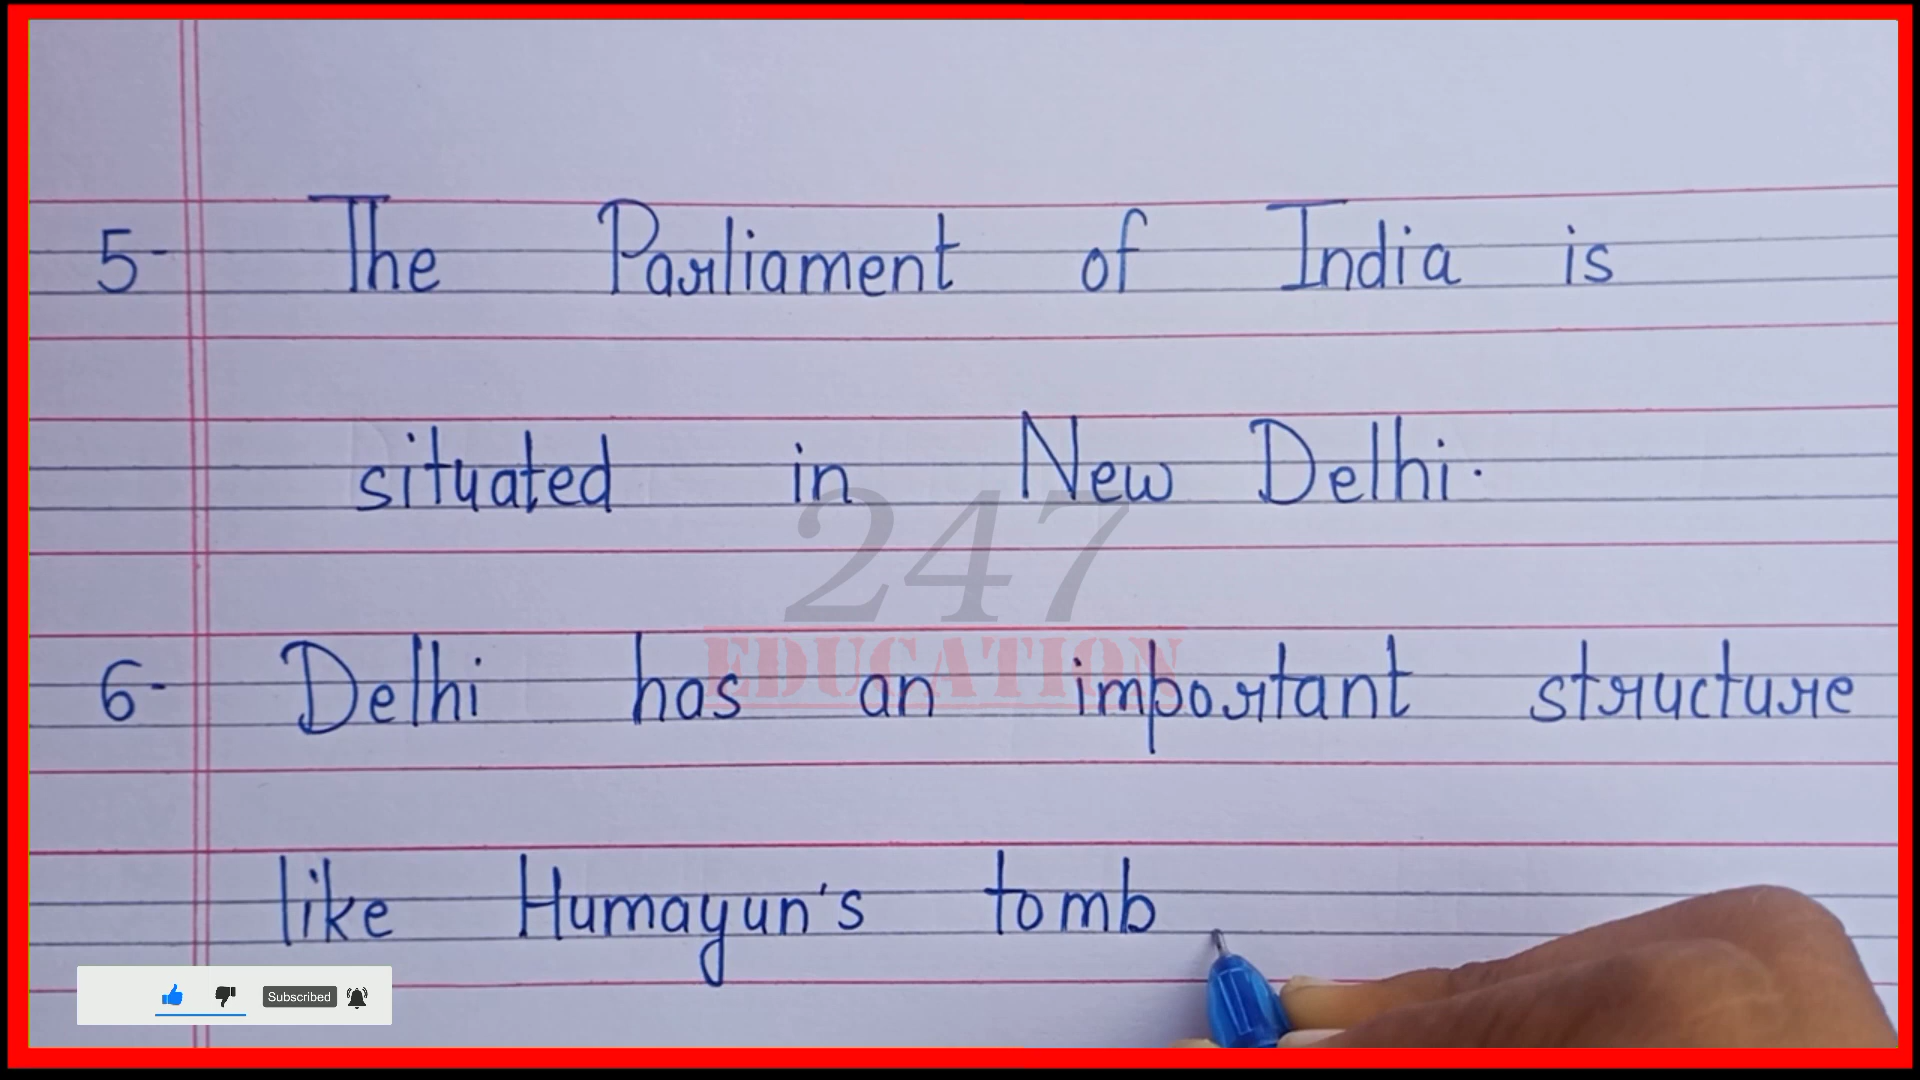 5- The Parliament of India is
situated in New Delhi.
247
EDUCATION
6- Delhi has an important structure
like Humayun's tomb
Subscribed